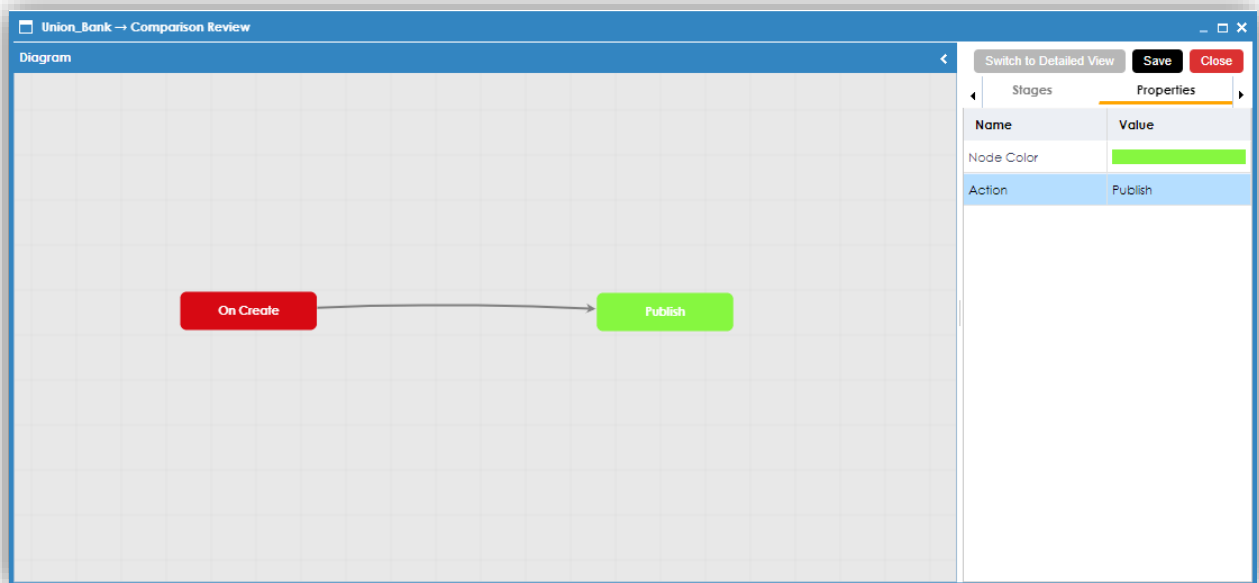 Union_Bank → Comparison Review
Diagram
Switch to Detailed View Save Close
Stages Properties
Name Value
Node Color
Action Publish
On Create Publish